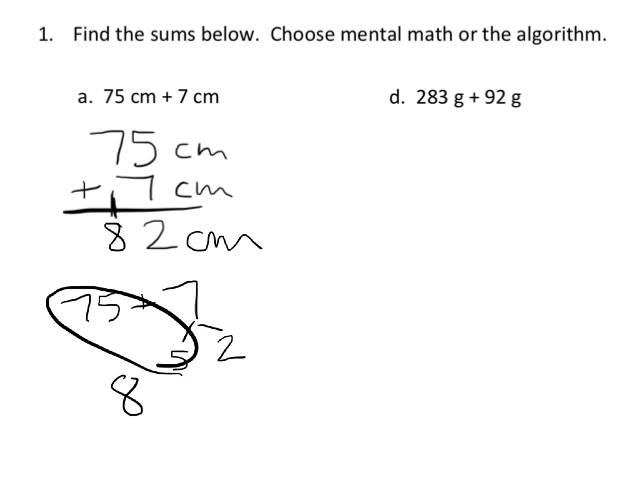 1. Find the sums below. Choose mental math or the algorithm.
a. 75 cm + 7 cm
d. 283 g + 92 g
75 cm
+ 1 7 cm
82 cm
75 + 7
5 2
8